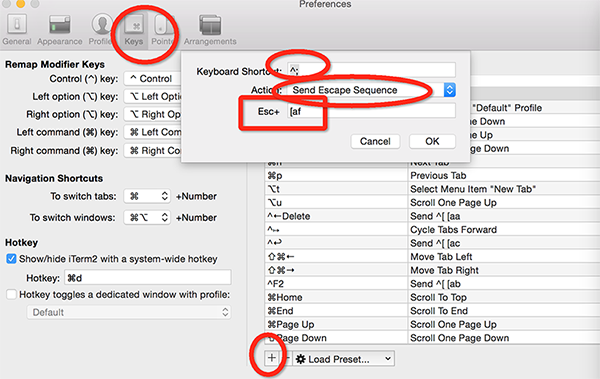 Preferences
General Appearance Profiles Keys Pointer Arrangements
Keyboard Shortcut: ^;
Action: Send Escape Sequence
Esc+ [af
Cancel OK
Remap Modifier Keys
Control (^) key: ^ Control
Left option (⌥) key: ⌥ Left Optio
Right option (⌥) key: ⌥ Right Op
Left command (⌘) key: ⌘ Left Com
Right command (⌘) key: ⌘ Right Co
Navigation Shortcuts
To switch tabs: ⌘ +Number
To switch windows: ⌘⌥ +Number
Hotkey
Show/hide iTerm2 with a system-wide hotkey
Hotkey: ⌘d
Hotkey toggles a dedicated window with profile:
Default
"Default" Profile
Page Down
e Page Up
e Page Down
Next Tab
⌘p Previous Tab
⌥t Select Menu Item "New Tab"
⌥u Scroll One Page Up
^←Delete Send ^[ [aa
^↔ Cycle Tabs Forward
^↩ Send ^[ [ac
⇧⌘← Move Tab Left
⇧⌘→ Move Tab Right
^F2 Send ^[ [ab
⌘Home Scroll To Top
⌘End Scroll To End
⌘Page Up Scroll One Page Up
⇧Page Down Scroll One Page Down
+ − Load Preset...